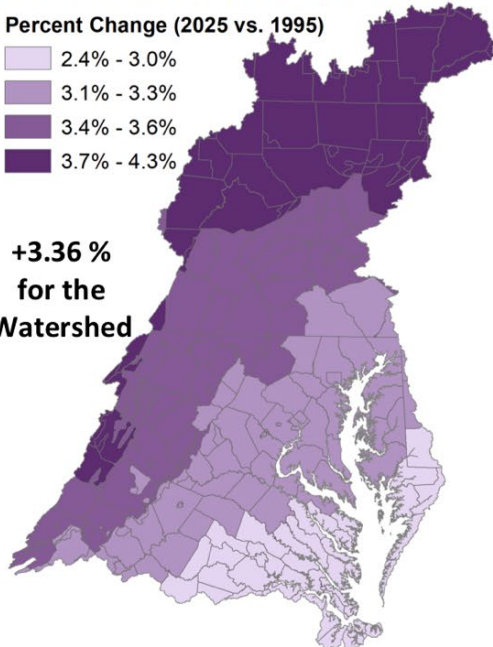 Percent Change (2025 vs. 1995)
2.4% - 3.0%
3.1% - 3.3%
3.4% - 3.6%
3.7% - 4.3%
+3.36 %
for the
Watershed